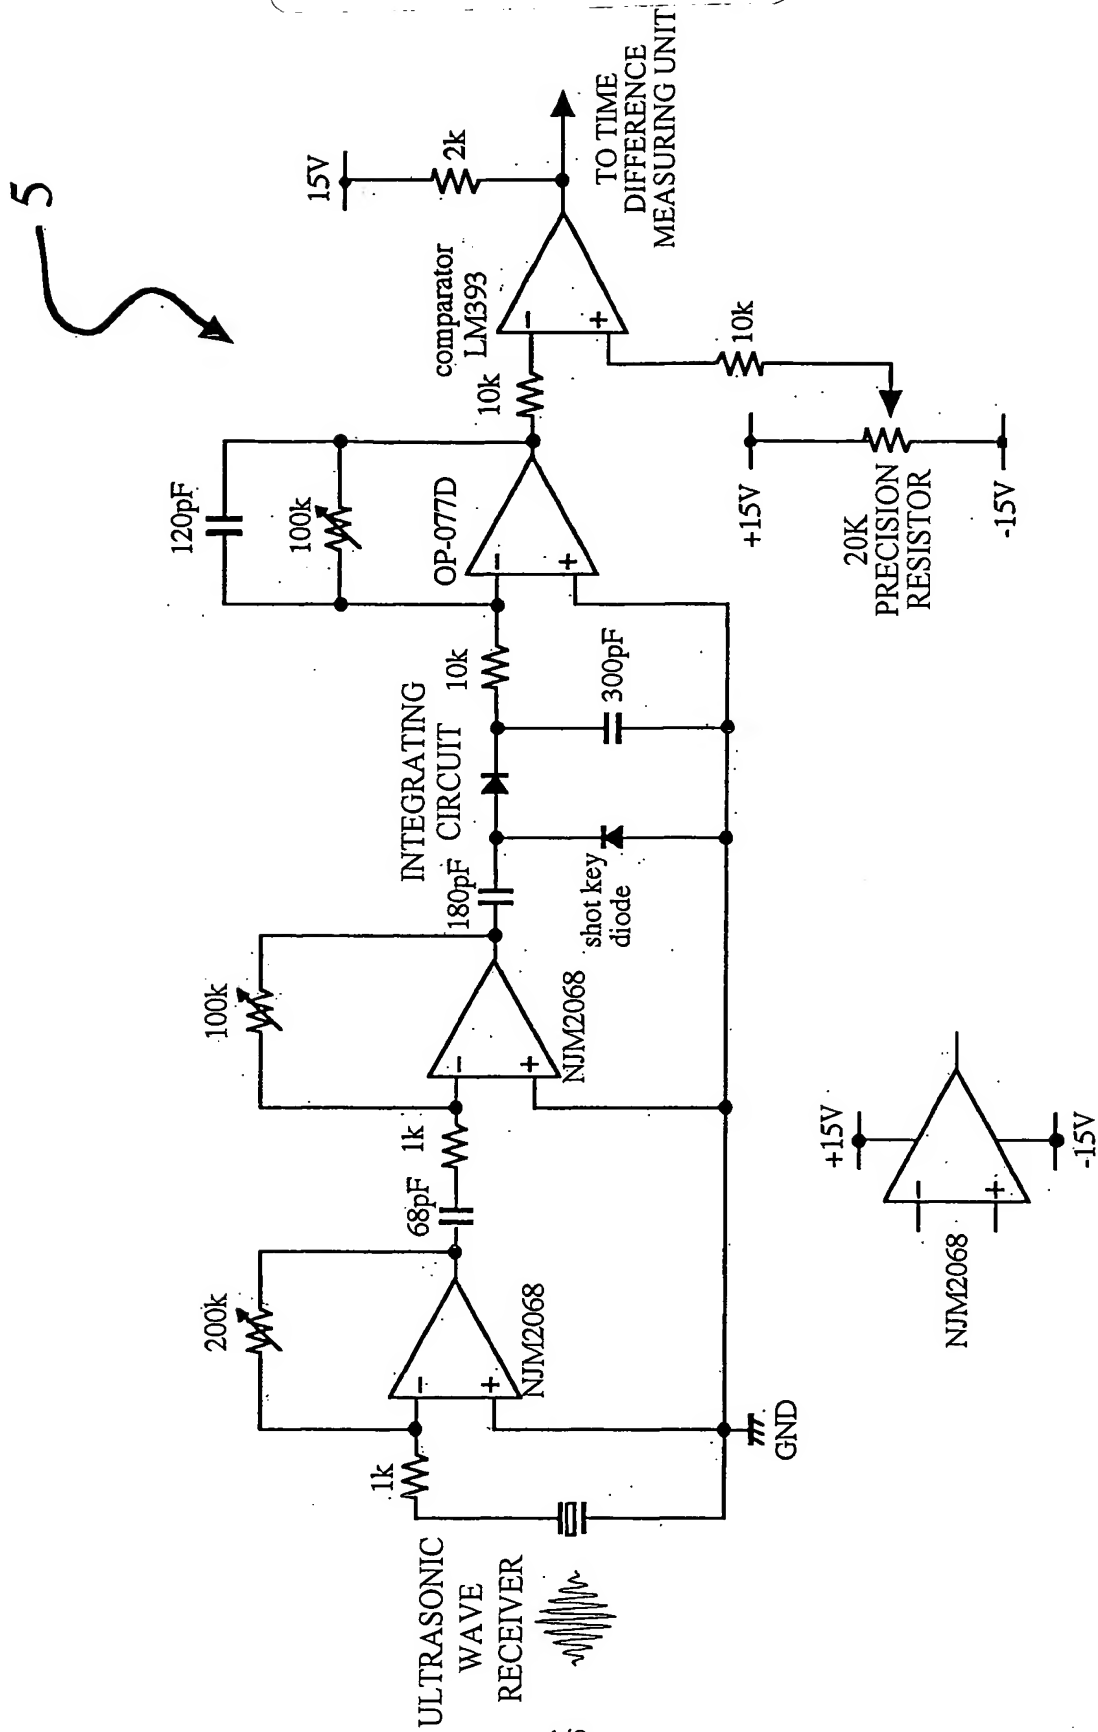 5
15V
2k
TO TIME
DIFFERENCE
MEASURING UNIT
comparator
LM393
−
+
10k
10k
+15V
-15V
20K
PRECISION
RESISTOR
120pF
100k
OP-077D
−
+
10k
300pF
INTEGRATING
CIRCUIT
180pF
shot key
diode
100k
NJM2068
−
+
1k
68pF
200k
NJM2068
−
+
1k
GND
ULTRASONIC
WAVE
RECEIVER
+15V
-15V
−
+
NJM2068